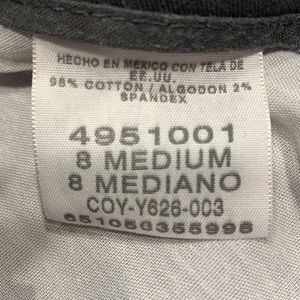 HECHO EN MEXICO CON TELA DE
EE.UU.
98% COTTON / ALGODON 2%
SPANDEX
4951001
8 MEDIUM
8 MEDIANO
COY-Y626-003
651056355998